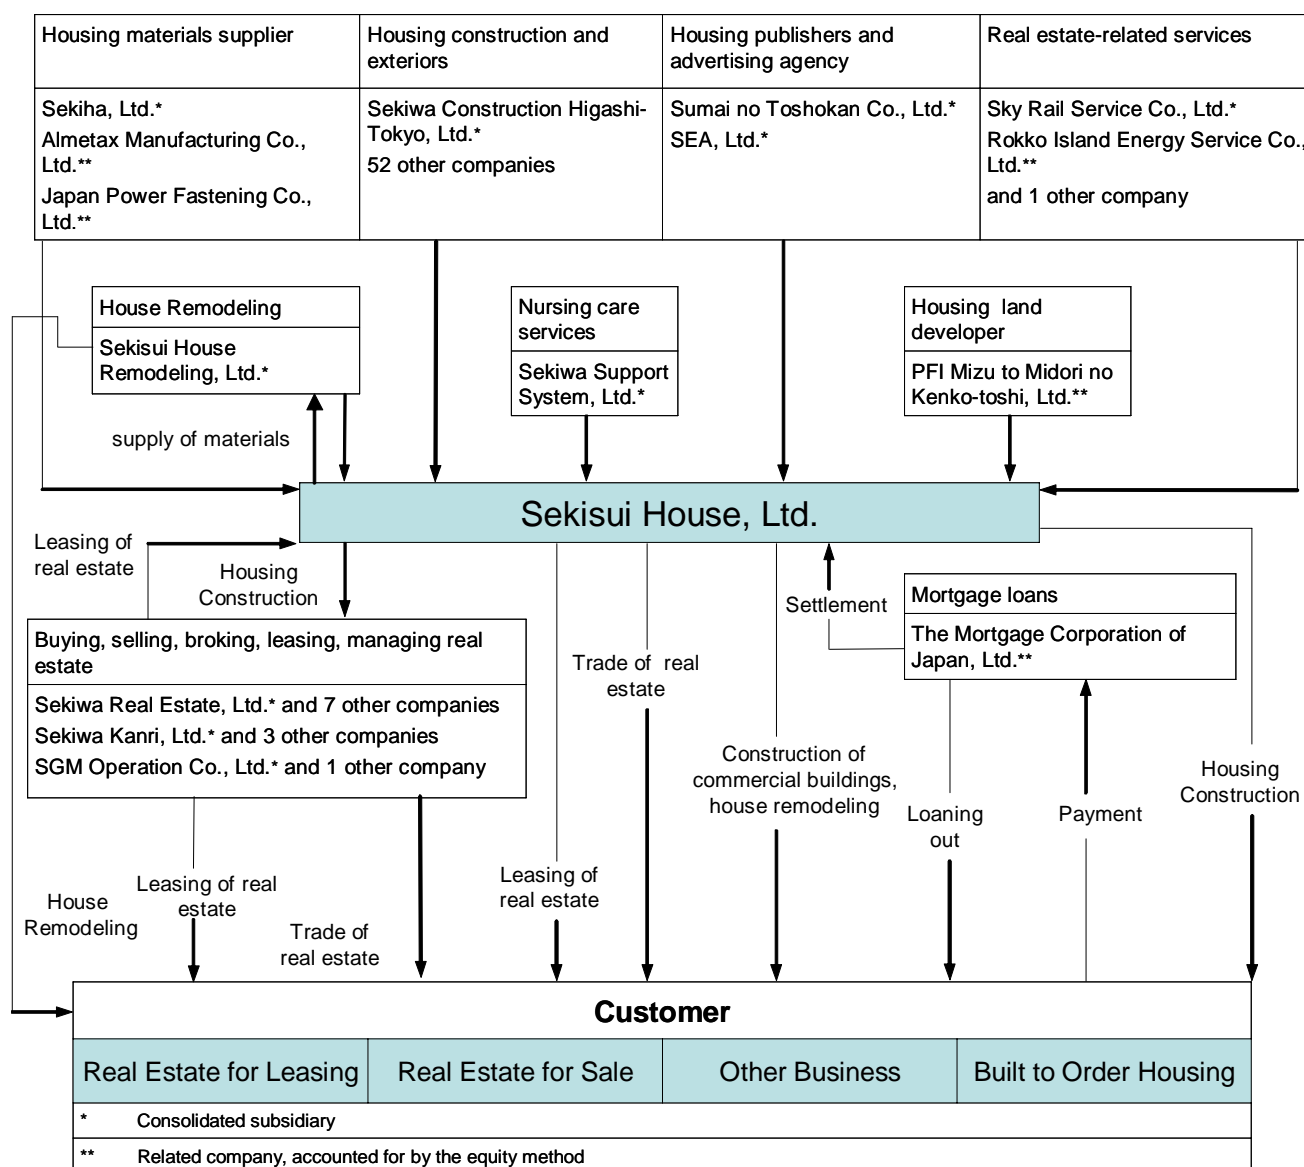 Housing materials supplier
Housing construction and
exteriors
Housing publishers and
advertising agency
Real estate-related services
Sekiha, Ltd.*
Almetax Manufacturing Co.,
Ltd.**
Japan Power Fastening Co.,
Ltd.**
Sekiwa Construction Higashi-
Tokyo, Ltd.*
52 other companies
Sumai no Toshokan Co., Ltd.*
SEA, Ltd.*
Sky Rail Service Co., Ltd.*
Rokko Island Energy Service Co.,
Ltd.**
and 1 other company
House Remodeling
Sekisui House
Remodeling, Ltd.*
Nursing care
services
Sekiwa Support
System, Ltd.*
Housing land
developer
PFI Mizu to Midori no
Kenko-toshi, Ltd.**
supply of materials
Sekisui House, Ltd.
Leasing of
real estate
Housing
Construction
Buying, selling, broking, leasing, managing real
estate
Sekiwa Real Estate, Ltd.* and 7 other companies
Sekiwa Kanri, Ltd.* and 3 other companies
SGM Operation Co., Ltd.* and 1 other company
Settlement
Mortgage loans
The Mortgage Corporation of
Japan, Ltd.**
Trade of real
estate
Construction of
commercial buildings,
house remodeling
Loaning
out
Payment
Housing
Construction
House
Remodeling
Leasing of real
estate
Trade of
real estate
Leasing of
real estate
Customer
Real Estate for Leasing
Real Estate for Sale
Other Business
Built to Order Housing
* Consolidated subsidiary
** Related company, accounted for by the equity method